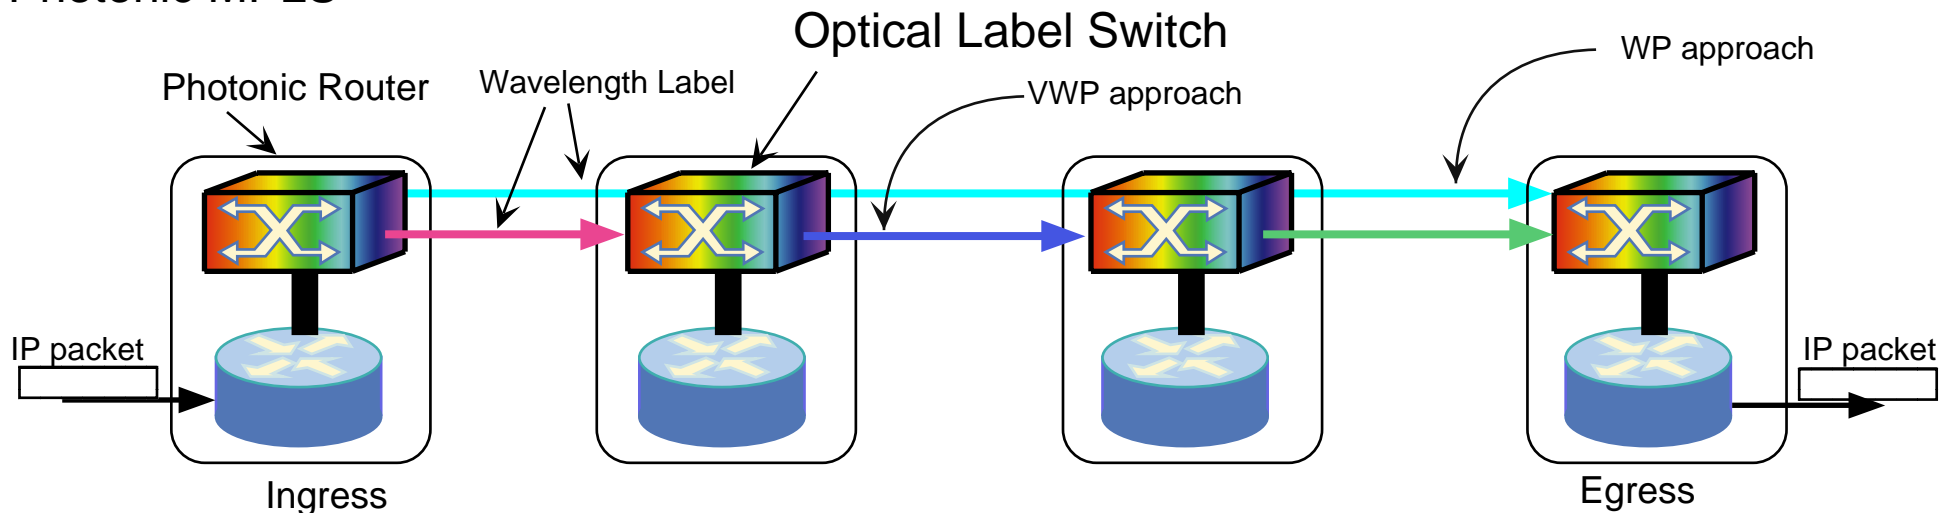 Optical Label Switch
WP approach
Photonic Router
Wavelength Label
VWP approach
IP packet
IP packet
Ingress
Egress